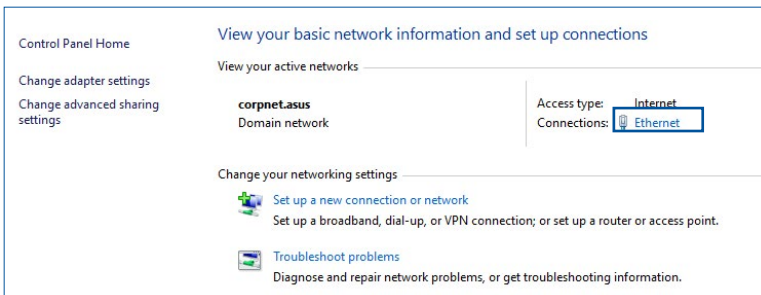 Control Panel Home
Change adapter settings
Change advanced sharing
settings
View your basic network information and set up connections
View your active networks
corpnet.asus
Domain network
Access type: Internet
Connections: Ethernet
Change your networking settings
Set up a new connection or network
Set up a broadband, dial-up, or VPN connection; or set up a router or access point.
Troubleshoot problems
Diagnose and repair network problems, or get troubleshooting information.